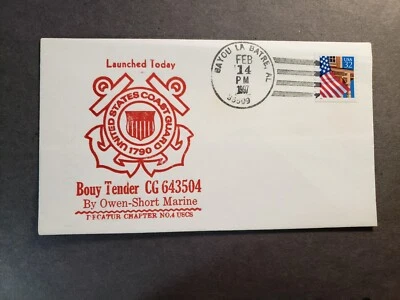 Launched Today
UNITED STATES COAST GUARD
1790
Bouy Tender CG 643504
By Owen-Short Marine
DECATUR CHAPTER NO.4 USCS
BAYOU LA BATRE, AL
FEB
14
PM
1997
36509
USA
32